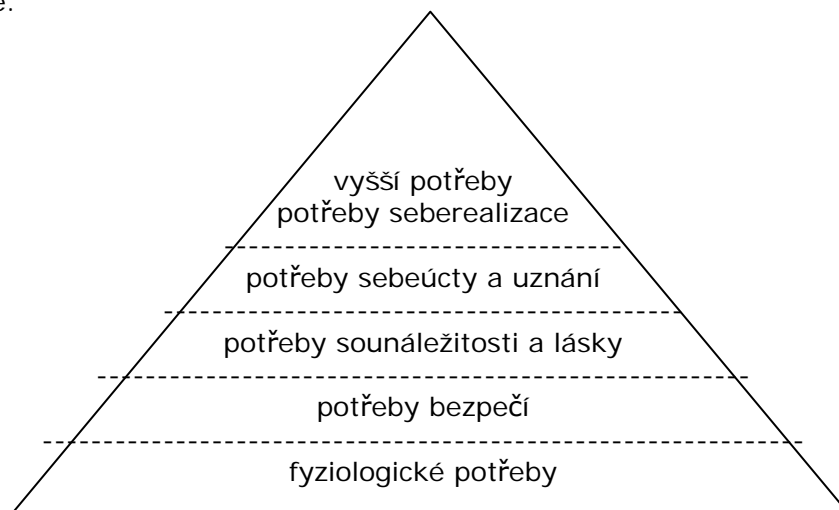 e.
vyšší potřeby
potřeby seberealizace
potřeby sebeúcty a uznání
potřeby sounáležitosti a lásky
potřeby bezpečí
fyziologické potřeby